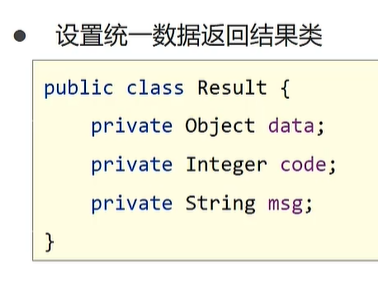 ● 设置统一数据返回结果类
public class Result {
    private Object data;
    private Integer code;
    private String msg;
}